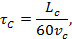 τ_C = L_c / 60v_c,